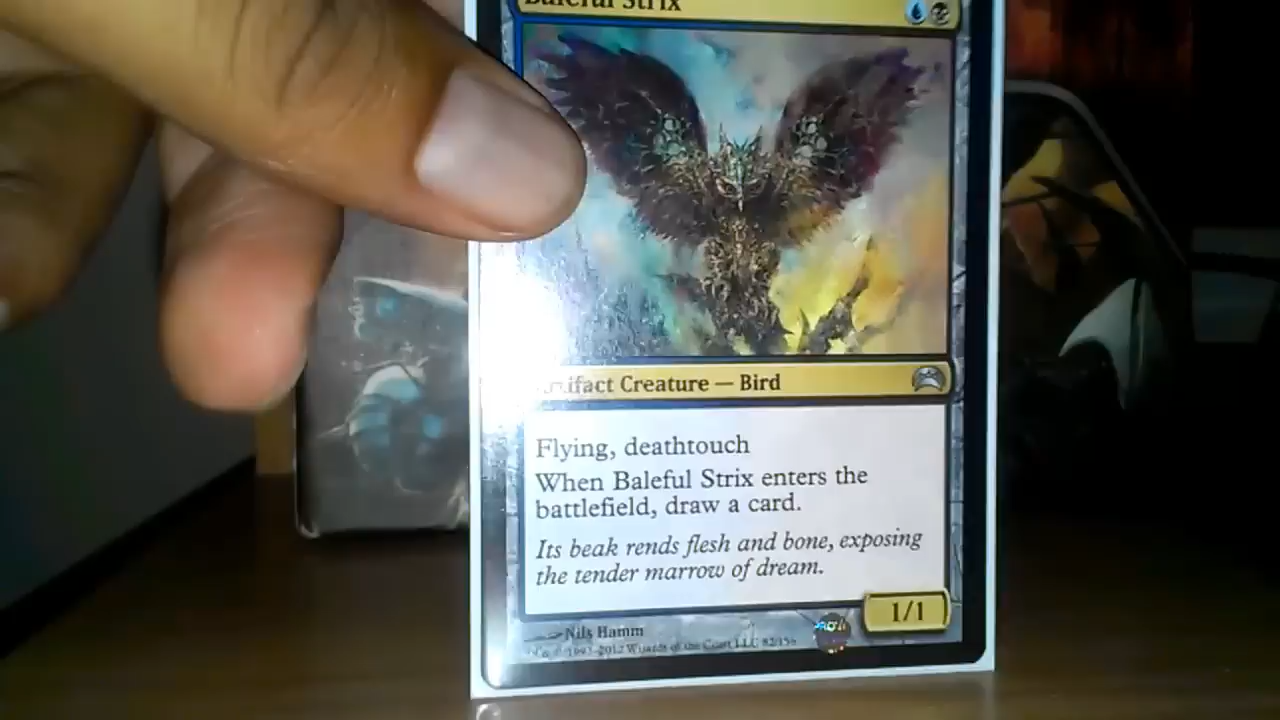 Baleful Strix
Artifact Creature — Bird
Flying, deathtouch
When Baleful Strix enters the
battlefield, draw a card.
Its beak rends flesh and bone, exposing
the tender marrow of dream.
1/1
Nils Hamm
1993-2012 Wizards of the Coast LLC 82/156